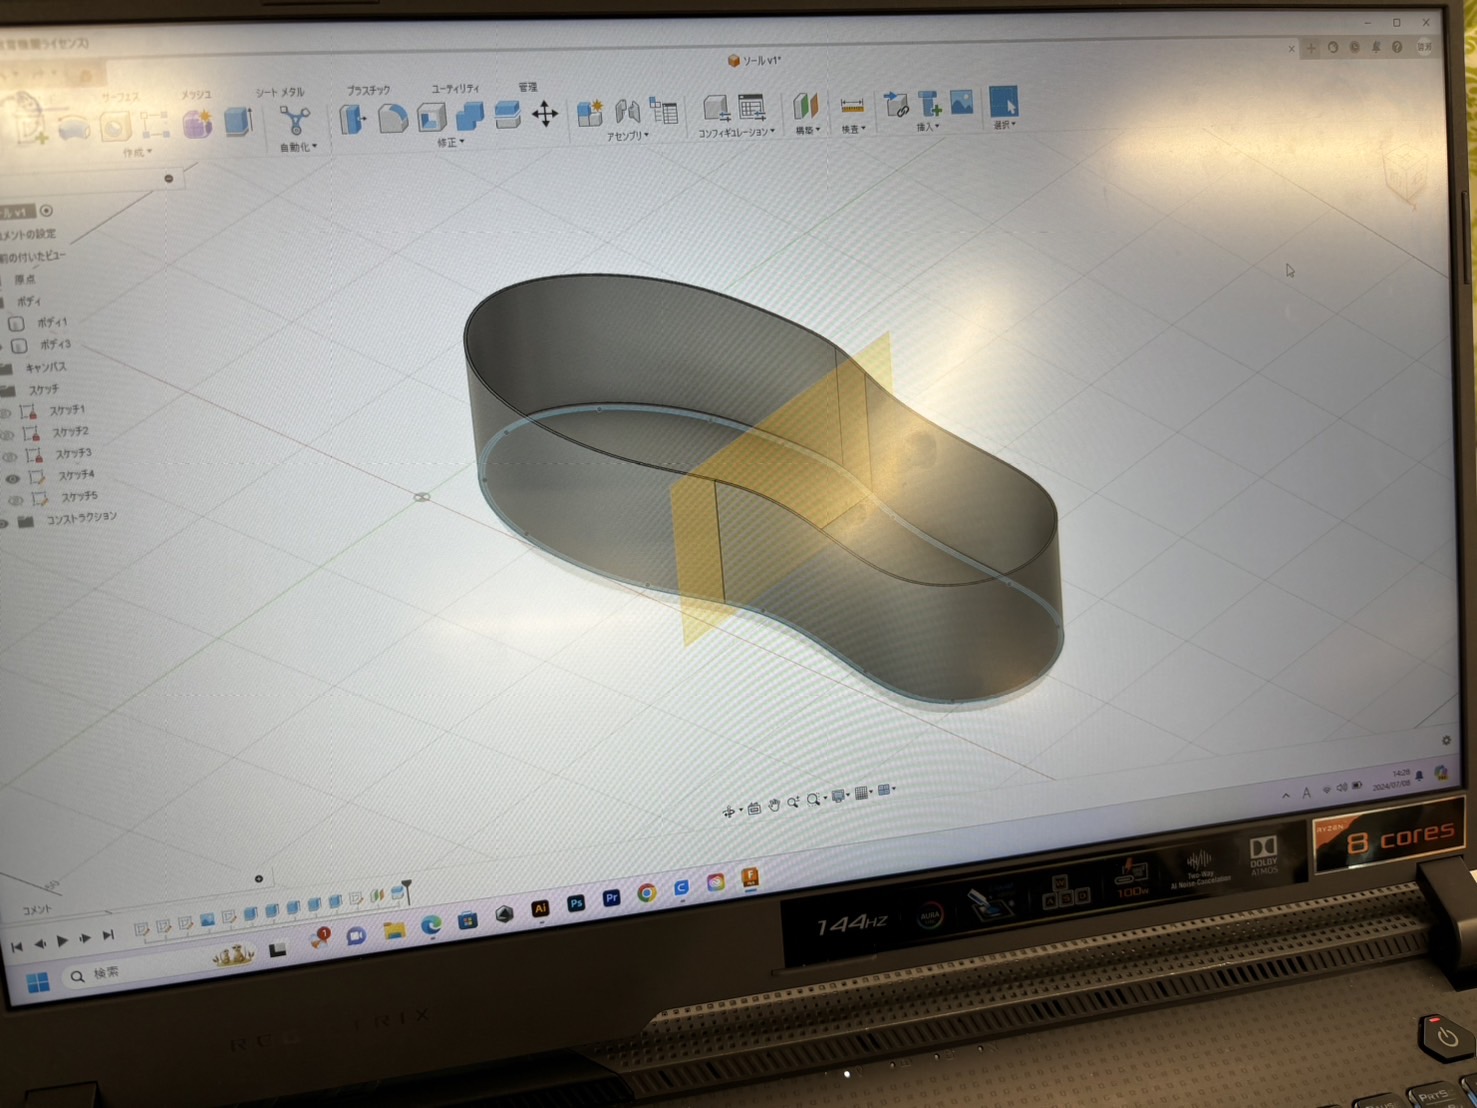 育機関ライセンス)
ソール v1*
サーフェス
メッシュ
シート メタル
プラスチック
ユーティリティ
管理
作成
自動化
修正
アセンブリ
コンフィギュレーション
構築
検査
挿入
選択
ール v1
ュメントの設定
前の付いたビュー
原点
ボディ
ボディ1
ボディ3
キャンバス
スケッチ
スケッチ1
スケッチ2
スケッチ3
スケッチ4
スケッチ5
コンストラクション
コメント
検索
1
Ai
Ps
Pr
F
A
14:28
2024/07/08
144Hz
AURA
W
A S D
100W
Two-Way
AI Noise-Cancelation
DOLBY
ATMOS
RYZEN
8 cores
PRTS